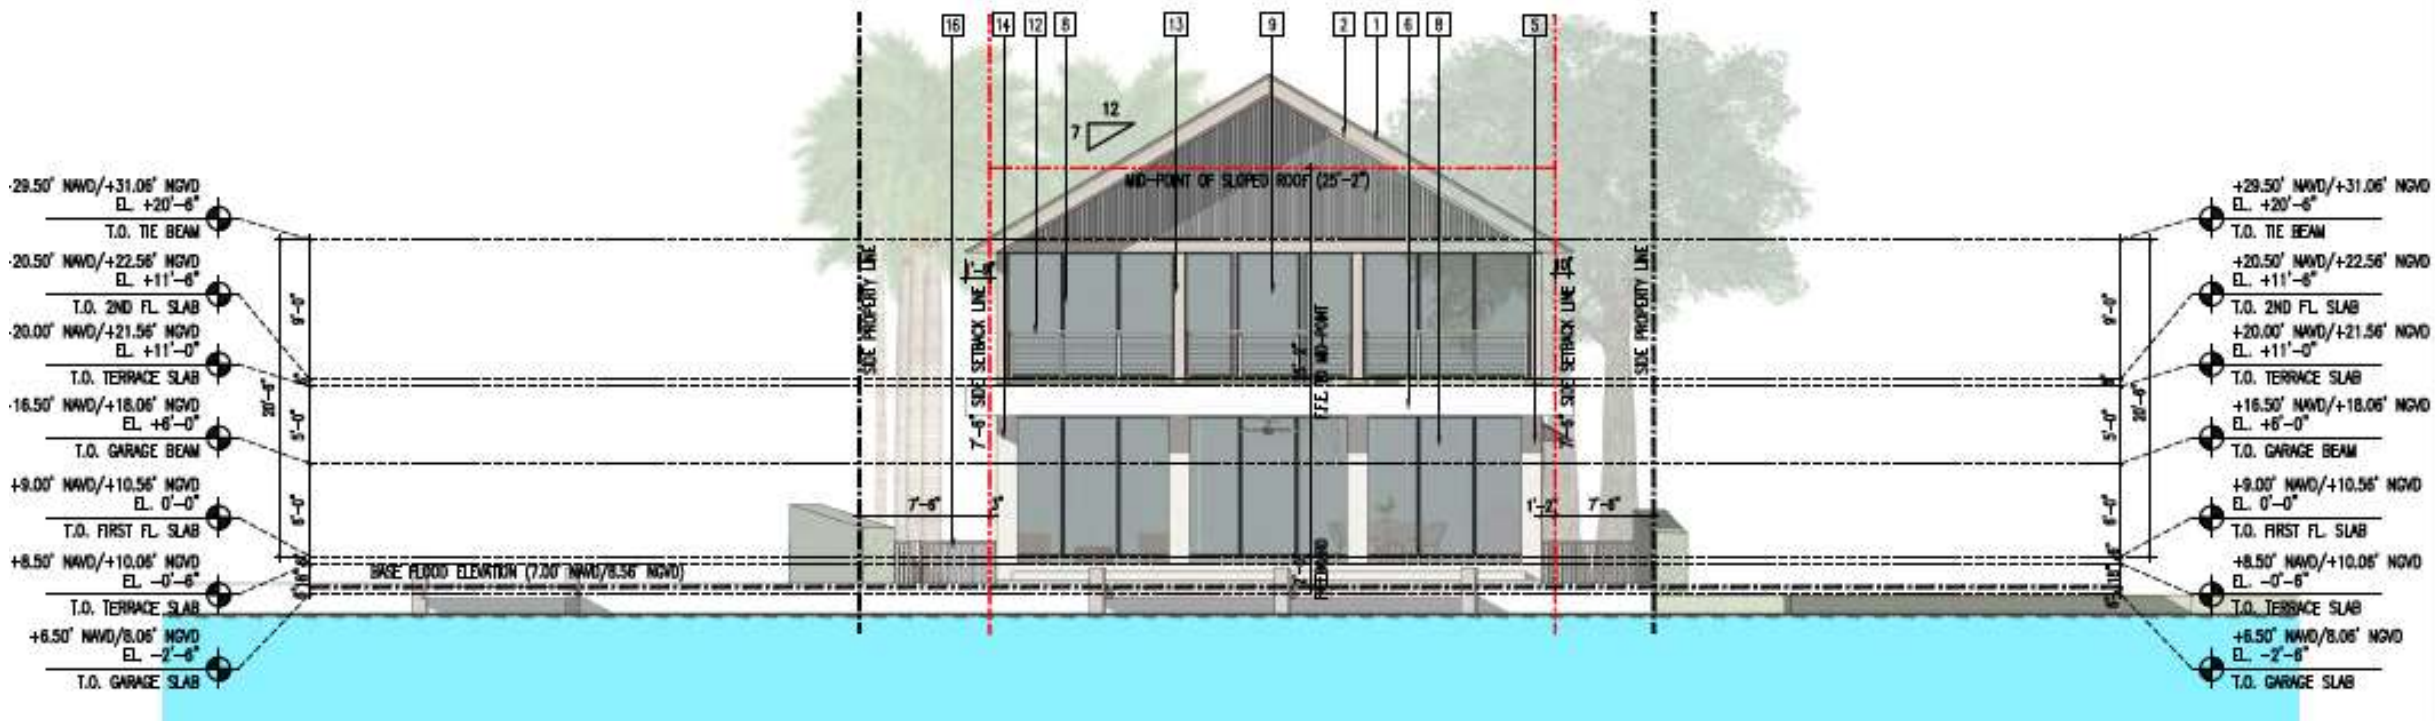 16 14 12 8 13 9 2 1 6 8 5
12
7
MID-POINT OF SLOPED ROOF (25'-2")
-29.50' NAVD/+31.06' NGVD
EL. +20'-6"
T.O. TIE BEAM
-20.50' NAVD/+22.56' NGVD
EL. +11'-6"
T.O. 2ND FL. SLAB
-20.00' NAVD/+21.56' NGVD
EL. +11'-0"
T.O. TERRACE SLAB
-16.50' NAVD/+18.06' NGVD
EL. +6'-0"
T.O. GARAGE BEAM
+9.00' NAVD/+10.56' NGVD
EL. 0'-0"
T.O. FIRST FL. SLAB
+8.50' NAVD/+10.06' NGVD
EL. -0'-6"
T.O. TERRACE SLAB
+6.50' NAVD/8.06' NGVD
EL. -2'-6"
T.O. GARAGE SLAB
9'-0"
20'-6"
5'-0"
6'-0"
BASE FLOOD ELEVATION (7.00' NAVD/8.56' NGVD)
SIDE PROPERTY LINE
7'-6" SIDE SETBACK LINE
7'-6"
3"
F.F.E. TO MID-POINT
FREEBOARD
10"
1'-2"
7'-6"
7'-6" SIDE SETBACK LINE
SIDE PROPERTY LINE
9'-0"
5'-0"
20'-6"
6'-0"
+29.50' NAVD/+31.06' NGVD
EL. +20'-6"
T.O. TIE BEAM
+20.50' NAVD/+22.56' NGVD
EL. +11'-6"
T.O. 2ND FL. SLAB
+20.00' NAVD/+21.56' NGVD
EL. +11'-0"
T.O. TERRACE SLAB
+16.50' NAVD/+18.06' NGVD
EL. +6'-0"
T.O. GARAGE BEAM
+9.00' NAVD/+10.56' NGVD
EL. 0'-0"
T.O. FIRST FL. SLAB
+8.50' NAVD/+10.06' NGVD
EL. -0'-6"
T.O. TERRACE SLAB
+6.50' NAVD/8.06' NGVD
EL. -2'-6"
T.O. GARAGE SLAB